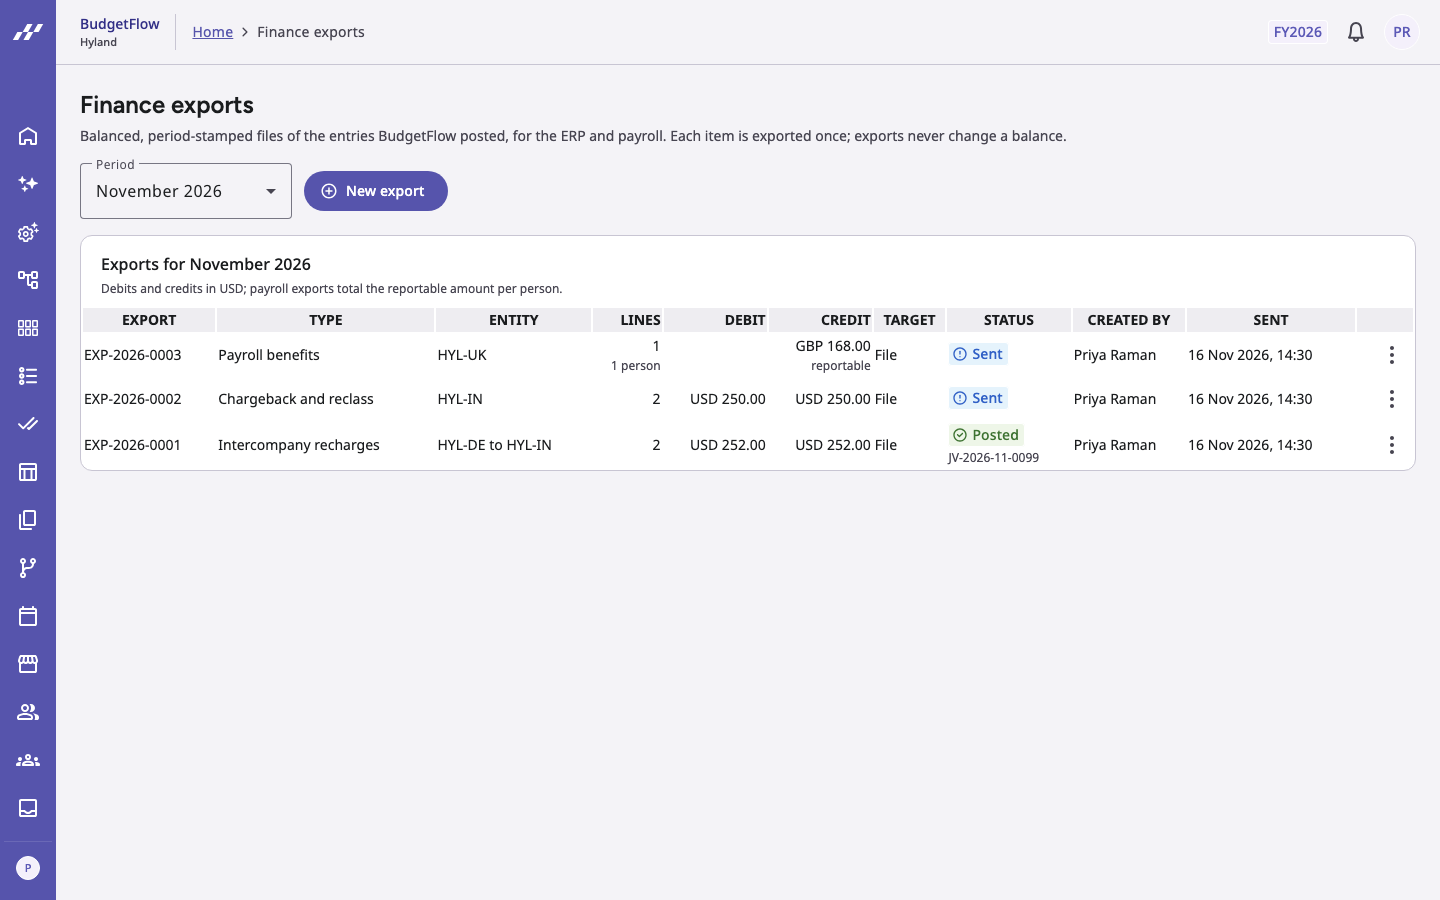 BudgetFlow
Hyland
Home > Finance exports
FY2026
PR
Finance exports
Balanced, period-stamped files of the entries BudgetFlow posted, for the ERP and payroll. Each item is exported once; exports never change a balance.
Period
November 2026
New export
Exports for November 2026
Debits and credits in USD; payroll exports total the reportable amount per person.
EXPORT TYPE ENTITY LINES DEBIT CREDIT TARGET STATUS CREATED BY SENT
EXP-2026-0003 Payroll benefits HYL-UK 1 GBP 168.00 File Sent Priya Raman 16 Nov 2026, 14:30
1 person reportable
EXP-2026-0002 Chargeback and reclass HYL-IN 2 USD 250.00 USD 250.00 File Sent Priya Raman 16 Nov 2026, 14:30
EXP-2026-0001 Intercompany recharges HYL-DE to HYL-IN 2 USD 252.00 USD 252.00 File Posted Priya Raman 16 Nov 2026, 14:30
JV-2026-11-0099
P